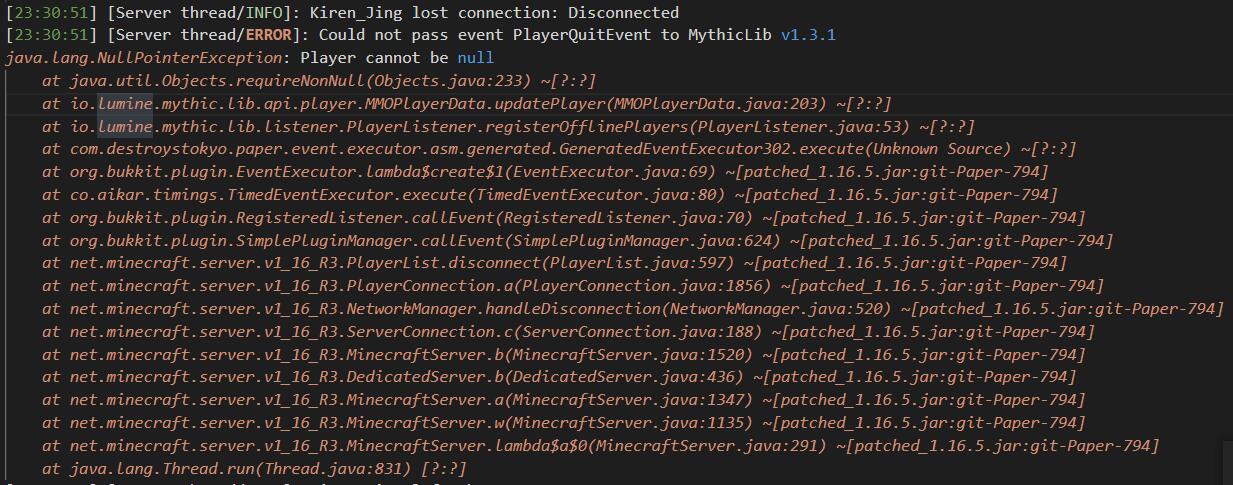 [23:30:51] [Server thread/INFO]: Kiren_Jing lost connection: Disconnected
[23:30:51] [Server thread/ERROR]: Could not pass event PlayerQuitEvent to MythicLib v1.3.1
java.lang.NullPointerException: Player cannot be null
at java.util.Objects.requireNonNull(Objects.java:233) ~[?:?]
at io.lumine.mythic.lib.api.player.MMOPlayerData.updatePlayer(MMOPlayerData.java:203) ~[?:?]
at io.lumine.mythic.lib.listener.PlayerListener.registerOfflinePlayers(PlayerListener.java:53) ~[?:?]
at com.destroystokyo.paper.event.executor.asm.generated.GeneratedEventExecutor302.execute(Unknown Source) ~[?:?]
at org.bukkit.plugin.EventExecutor.lambda$create$1(EventExecutor.java:69) ~[patched_1.16.5.jar:git-Paper-794]
at co.aikar.timings.TimedEventExecutor.execute(TimedEventExecutor.java:80) ~[patched_1.16.5.jar:git-Paper-794]
at org.bukkit.plugin.RegisteredListener.callEvent(RegisteredListener.java:70) ~[patched_1.16.5.jar:git-Paper-794]
at org.bukkit.plugin.SimplePluginManager.callEvent(SimplePluginManager.java:624) ~[patched_1.16.5.jar:git-Paper-794]
at net.minecraft.server.v1_16_R3.PlayerList.disconnect(PlayerList.java:597) ~[patched_1.16.5.jar:git-Paper-794]
at net.minecraft.server.v1_16_R3.PlayerConnection.a(PlayerConnection.java:1856) ~[patched_1.16.5.jar:git-Paper-794]
at net.minecraft.server.v1_16_R3.NetworkManager.handleDisconnection(NetworkManager.java:520) ~[patched_1.16.5.jar:git-Paper-794]
at net.minecraft.server.v1_16_R3.ServerConnection.c(ServerConnection.java:188) ~[patched_1.16.5.jar:git-Paper-794]
at net.minecraft.server.v1_16_R3.MinecraftServer.b(MinecraftServer.java:1520) ~[patched_1.16.5.jar:git-Paper-794]
at net.minecraft.server.v1_16_R3.DedicatedServer.b(DedicatedServer.java:436) ~[patched_1.16.5.jar:git-Paper-794]
at net.minecraft.server.v1_16_R3.MinecraftServer.a(MinecraftServer.java:1347) ~[patched_1.16.5.jar:git-Paper-794]
at net.minecraft.server.v1_16_R3.MinecraftServer.w(MinecraftServer.java:1135) ~[patched_1.16.5.jar:git-Paper-794]
at net.minecraft.server.v1_16_R3.MinecraftServer.lambda$a$0(MinecraftServer.java:291) ~[patched_1.16.5.jar:git-Paper-794]
at java.lang.Thread.run(Thread.java:831) [?:?]